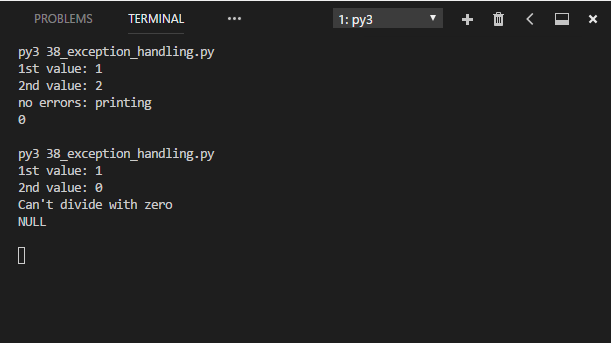 PROBLEMS TERMINAL ••• 1: py3
py3 38_exception_handling.py
1st value: 1
2nd value: 2
no errors: printing
0
py3 38_exception_handling.py
1st value: 1
2nd value: 0
Can't divide with zero
NULL